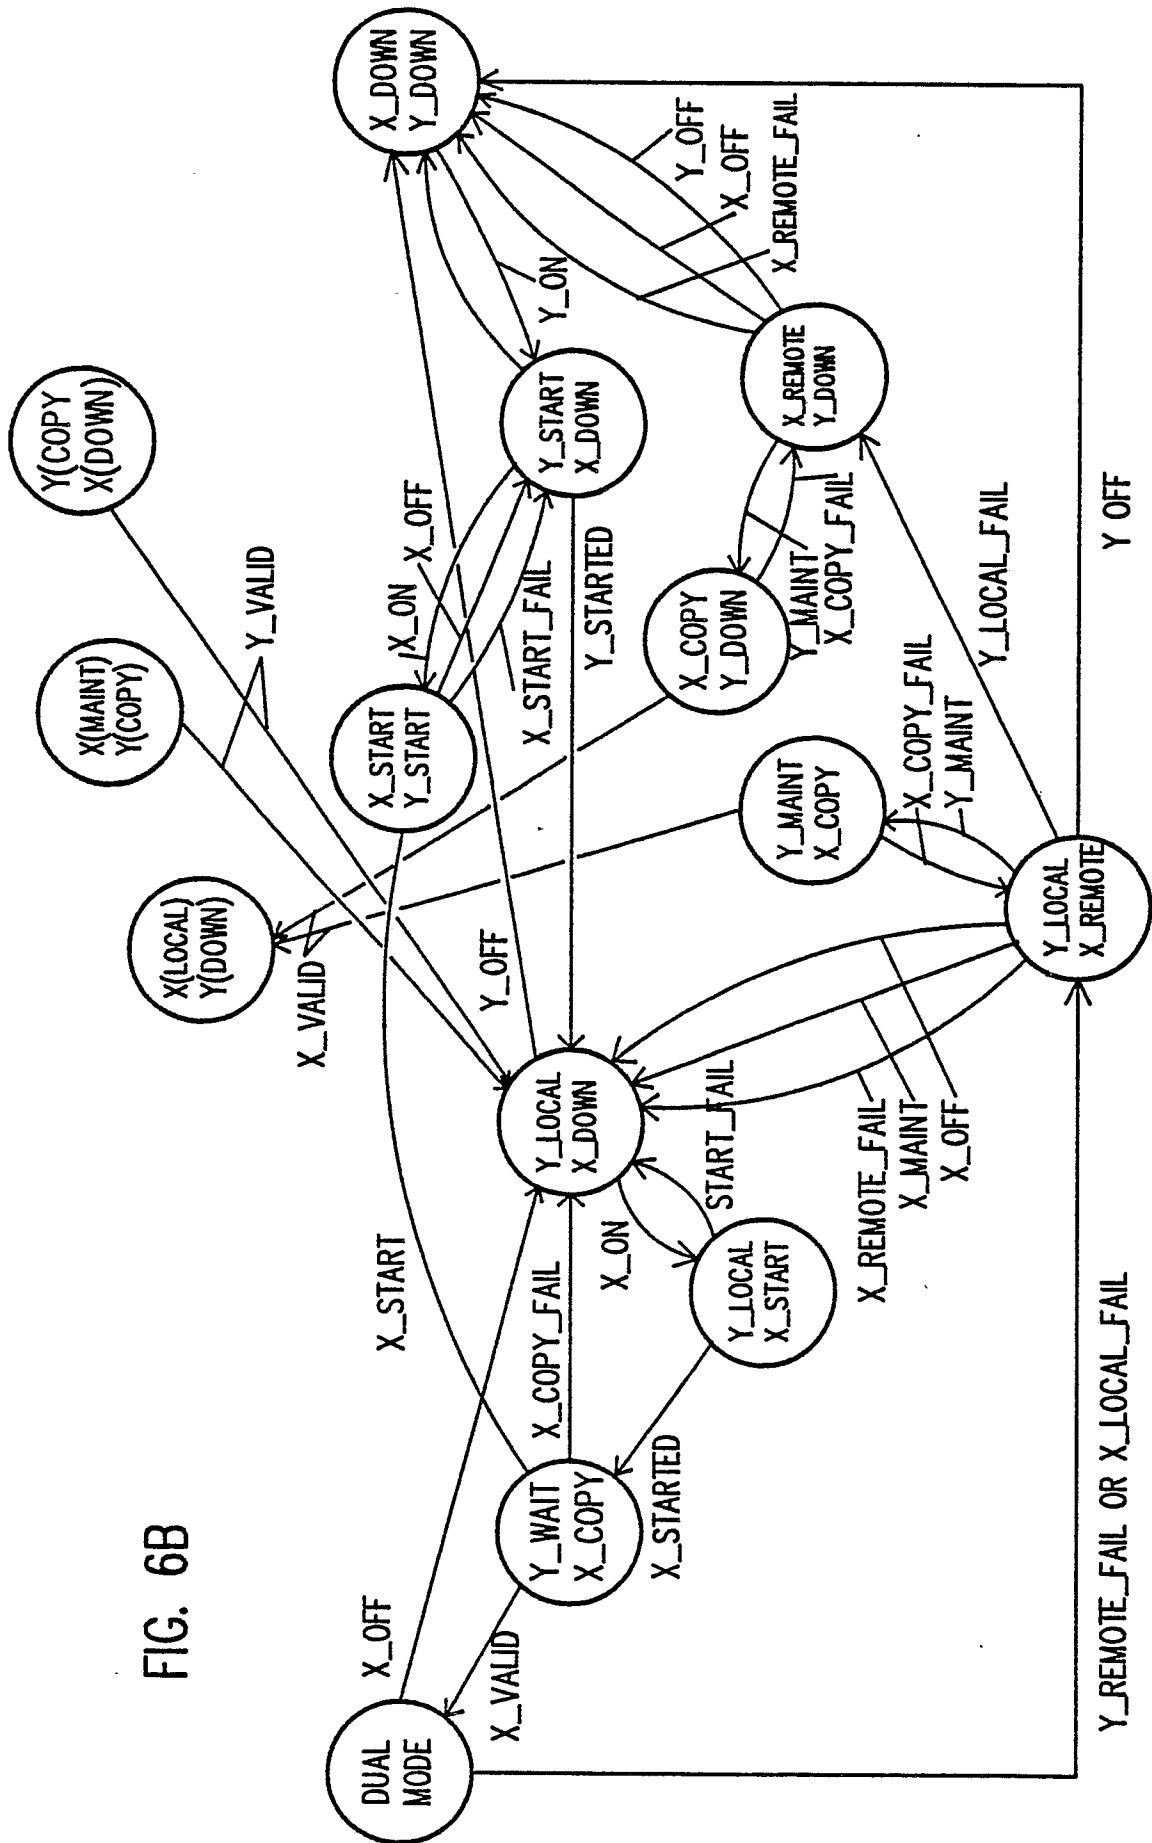 FIG. 6B
DUAL
MODE
X_OFF
X_VALID
Y_WAIT
X_COPY
X_STARTED
X_START
X_COPY_FAIL
Y_LOCAL
X_DOWN
X_ON
START_FAIL
Y_LOCAL
X_START
X_VALID
X(LOCAL)
Y(DOWN)
X(MAINT)
Y(COPY)
Y(COPY
X(DOWN)
Y_VALID
Y_OFF
X_START
Y_START
X_ON
X_OFF
X_START_FAIL
Y_STARTED
Y_START
X_DOWN
Y_ON
X_DOWN
Y_DOWN
Y_OFF
X_OFF
X_REMOTE_FAIL
X_REMOTE
Y_DOWN
X_COPY
Y_DOWN
Y_MAINT
X_COPY_FAIL
Y_MAINT
X_COPY
X_COPY_FAIL
Y_MAINT
Y_LOCAL_FAIL
Y_LOCAL
X_REMOTE
X_REMOTE_FAIL
X_MAINT
X_OFF
Y OFF
Y_REMOTE_FAIL OR X_LOCAL_FAIL